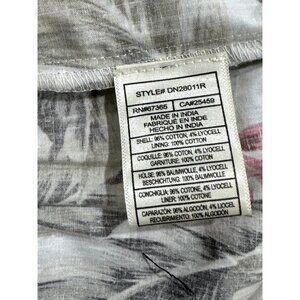 STYLE# DN28011R
RN#67365 CA#25459
MADE IN INDIA
FABRIQUÉ EN INDE
HECHO EN INDIA
SHELL: 96% COTTON, 4% LYOCELL
LINING: 100% COTTON
COQUILLE: 96% COTON, 4% LYOCELL
GARNITURE: 100% COTON
HÜLSE: 96% BAUMWOLLE, 4% LYOCELL
BESCHICHTUNG: 100% BAUMWOLLE
CONCHIGLIA: 96% COTONE, 4% LYOCELL
LINER: 100% COTONE
CAPARAZÓN: 96% ALGODÓN, 4% LYOCELL
RECUBRIMIENTO: 100% ALGODÓN